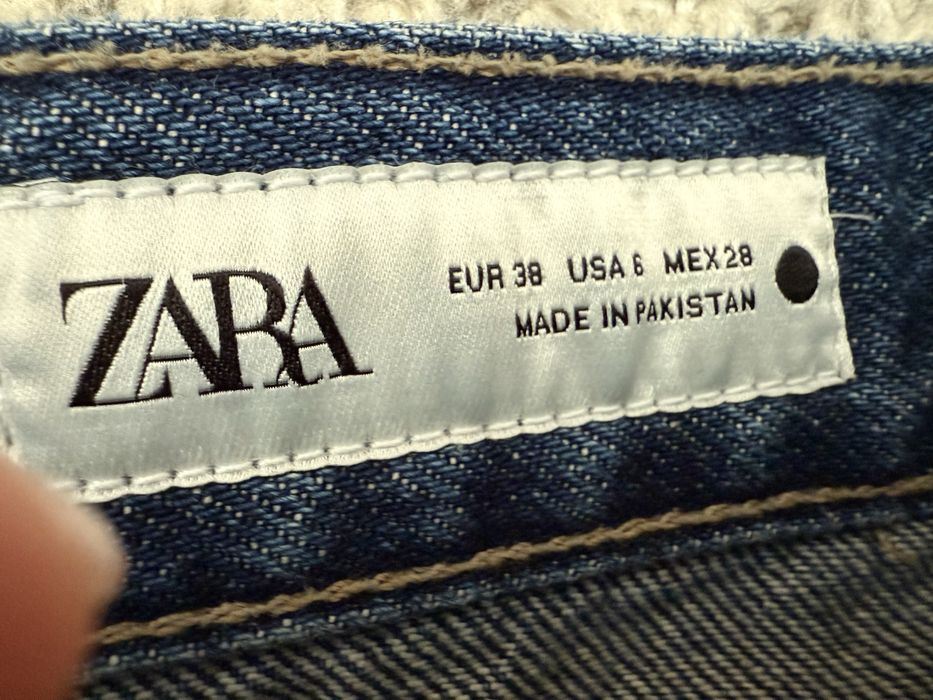 ZARA
EUR 38 USA 6 MEX 28
MADE IN PAKISTAN